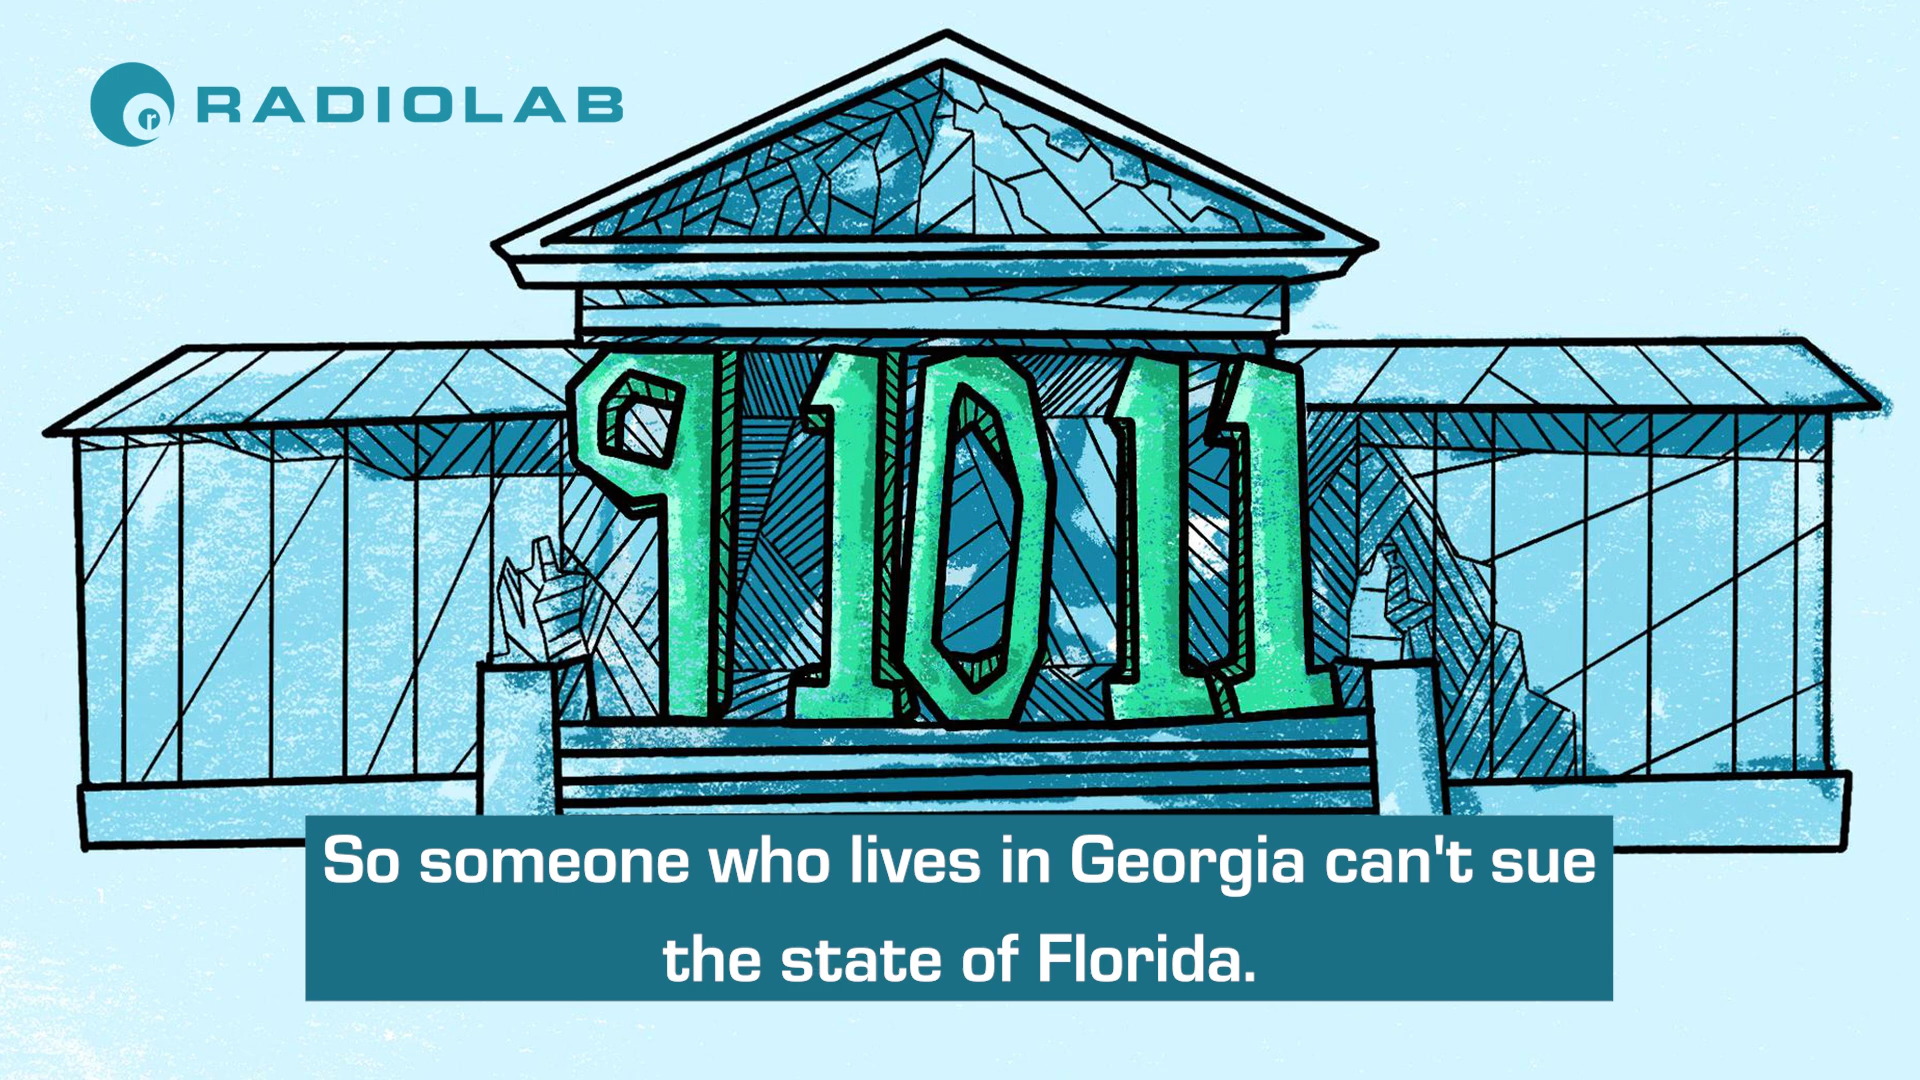 r RADIOLAB
9 10 11
So someone who lives in Georgia can't sue
the state of Florida.